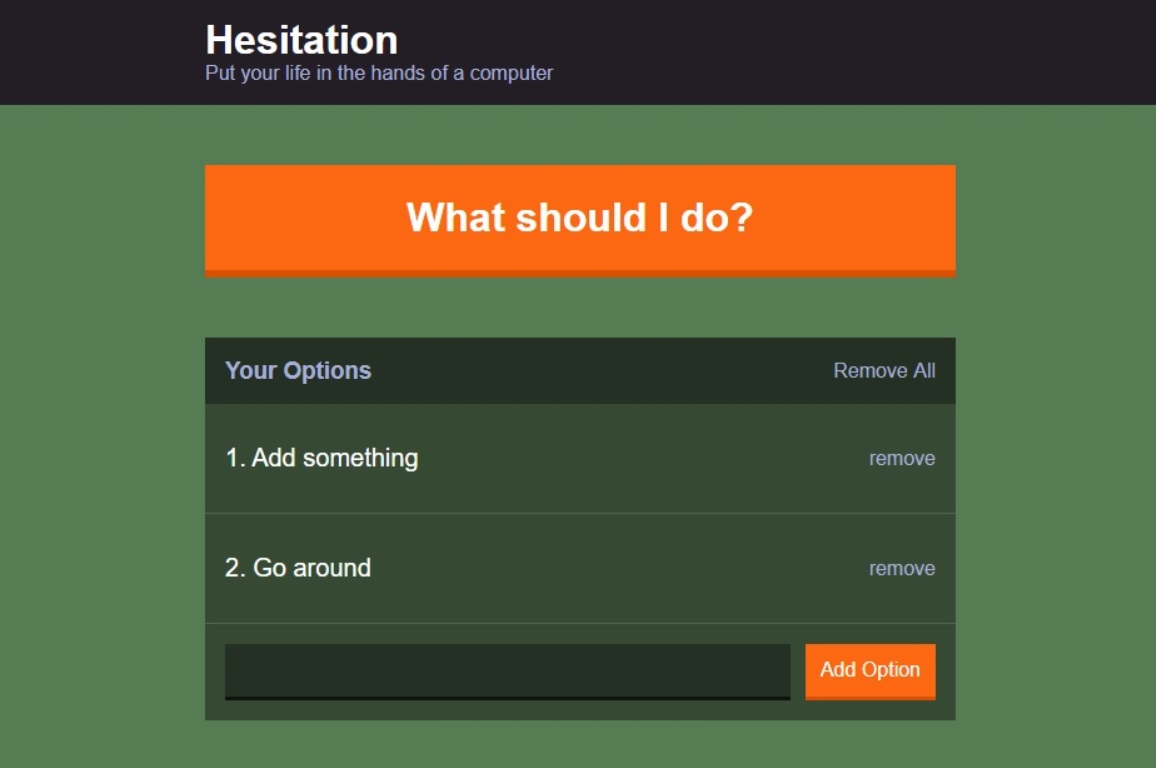 Hesitation
Put your life in the hands of a computer
What should I do?
Your Options Remove All
1. Add something remove
2. Go around remove
Add Option